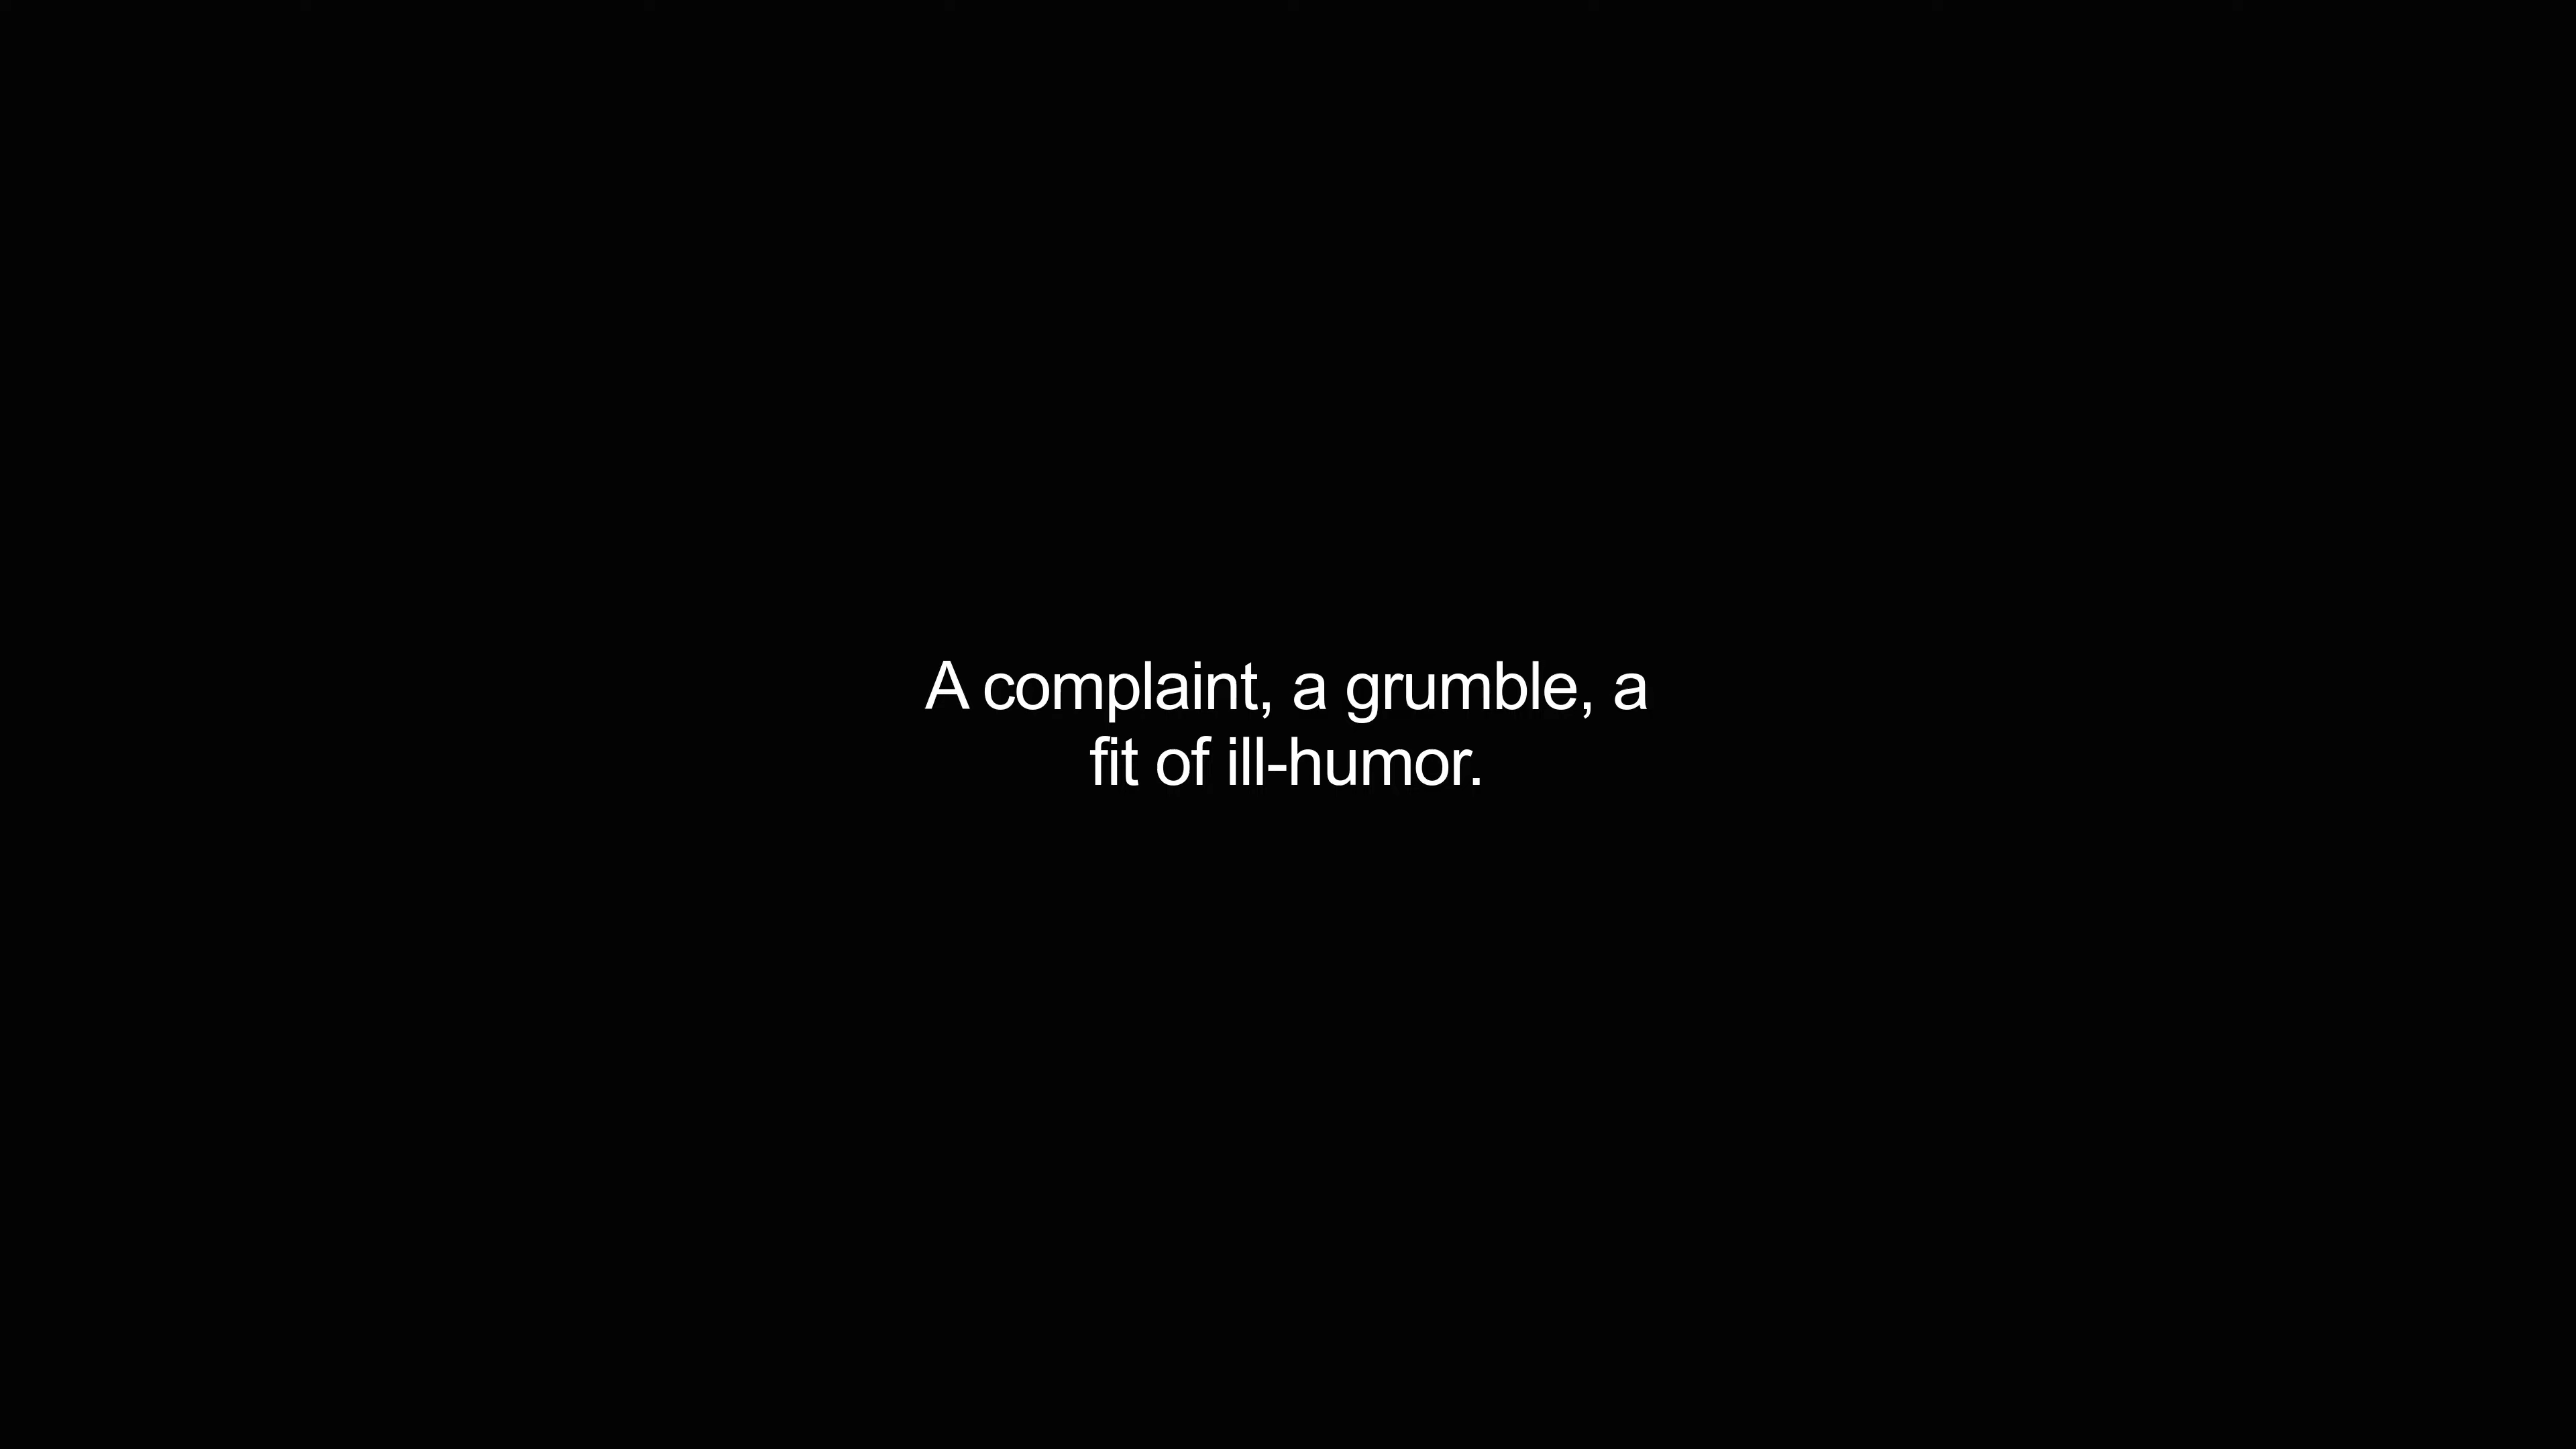 A complaint, a grumble, a
fit of ill-humor.